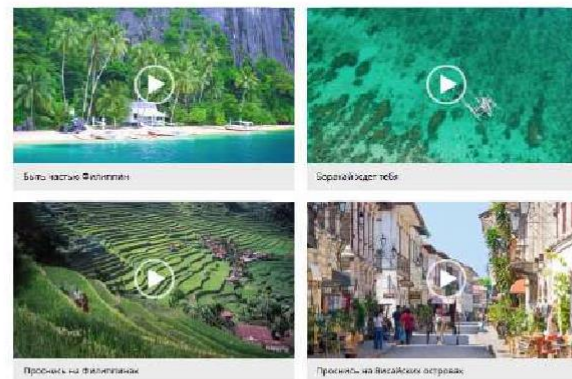 Быть частью Филиппин
Боракай ждет тебя
Проснись на Филиппинах
Проснись на Висайских островах